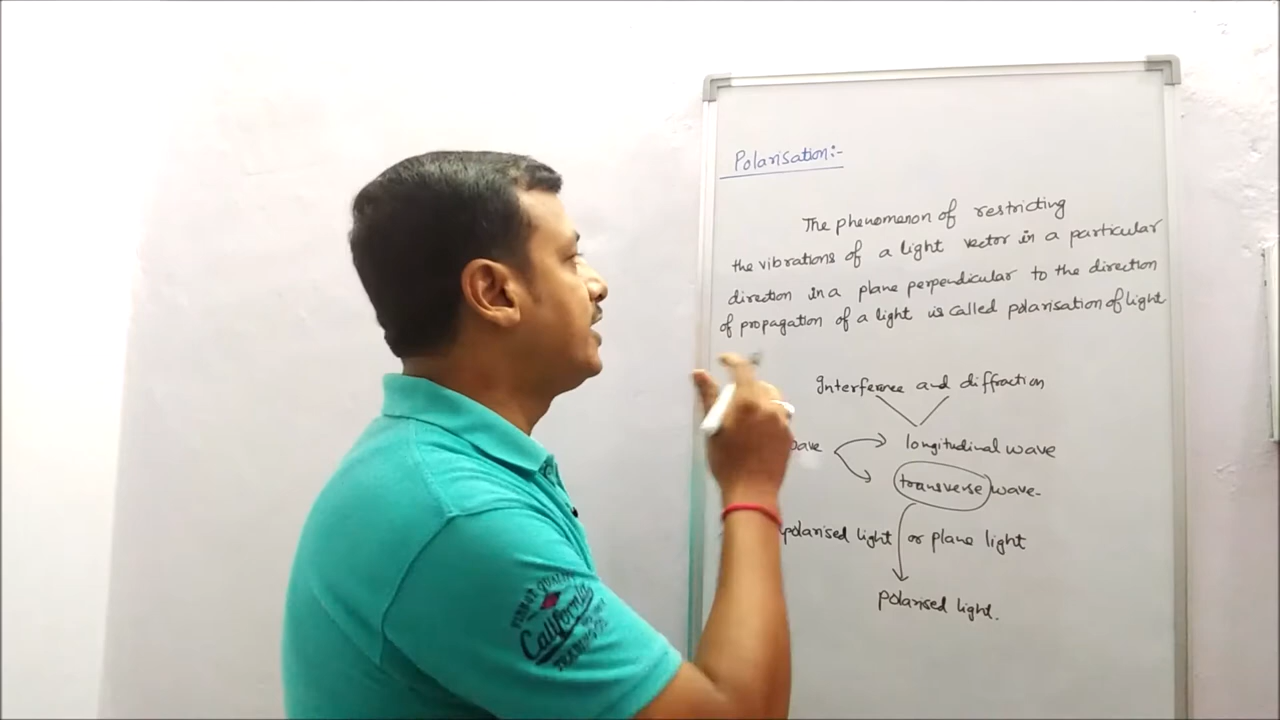 Polarisation:-
The phenomenon of restricting
the vibrations of a light vector in a particular
direction in a plane perpendicular to the direction
of propagation of a light is called polarisation of light
Interference and diffraction
longitudinal wave
transverse wave.
polarised light or plane light
polarised light.
California